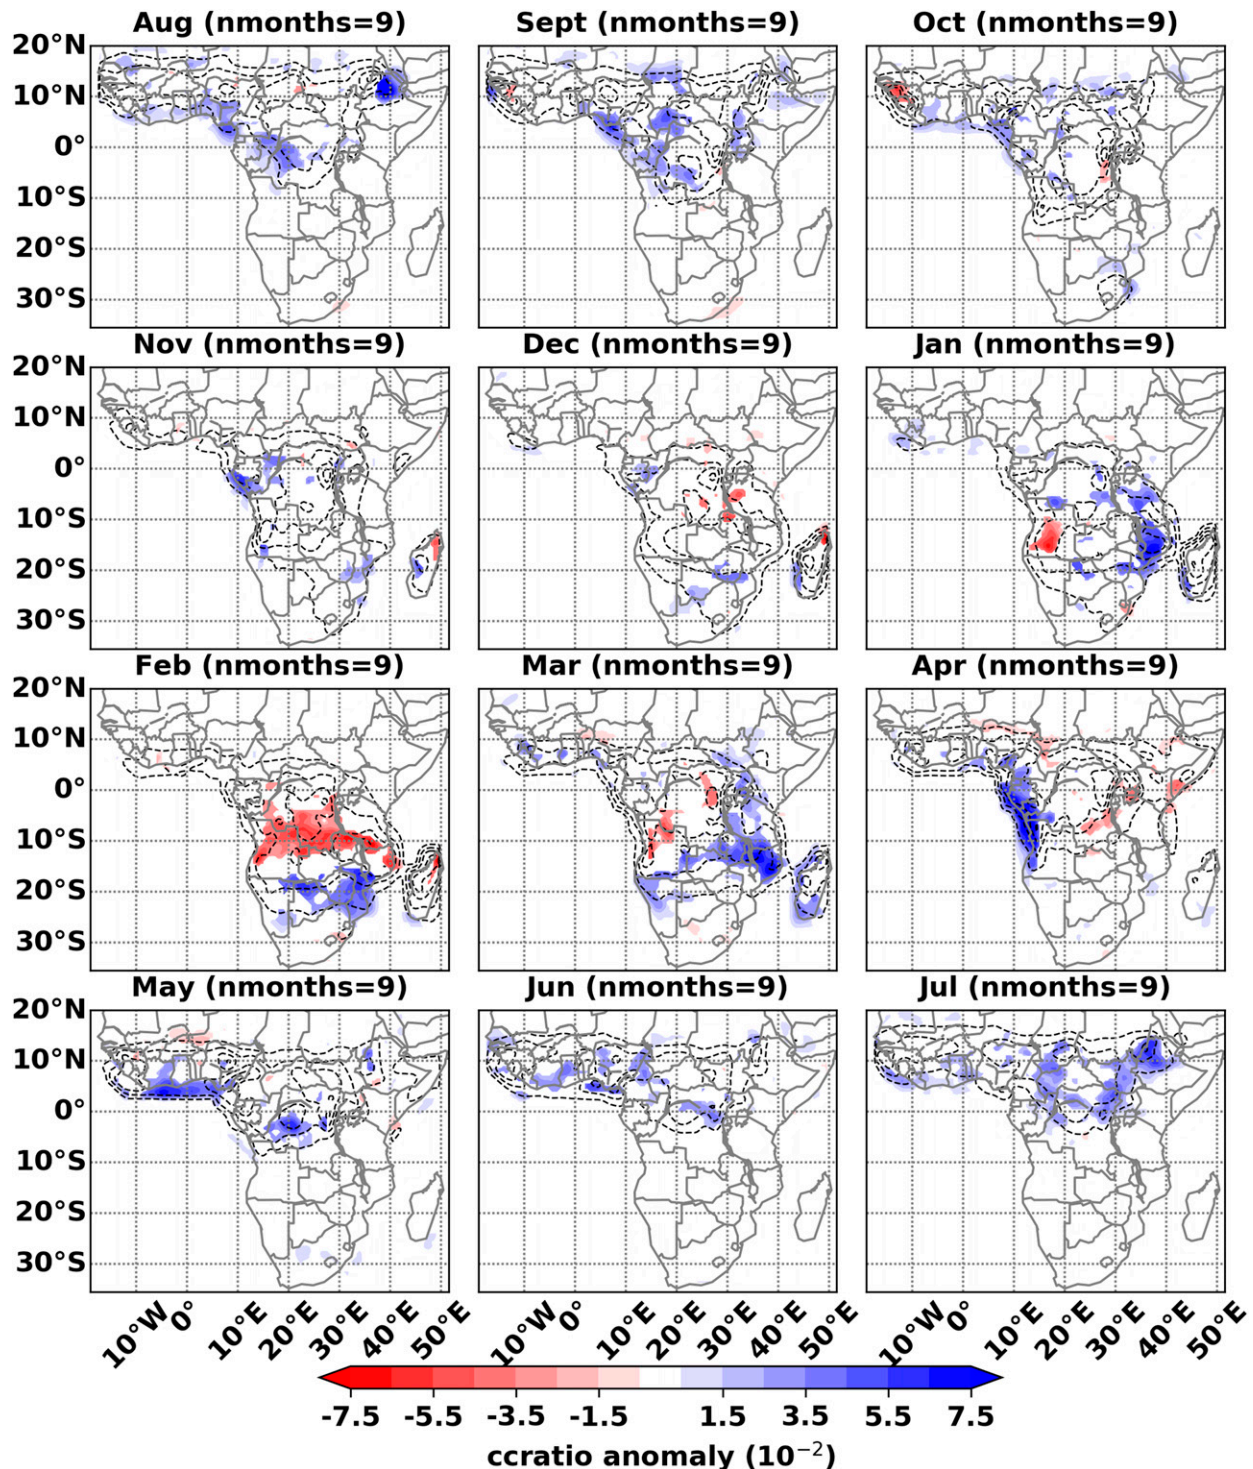 Aug (nmonths=9) Sept (nmonths=9) Oct (nmonths=9)
20°N
10°N
0°
10°S
20°S
30°S
Nov (nmonths=9) Dec (nmonths=9) Jan (nmonths=9)
20°N
10°N
0°
10°S
20°S
30°S
Feb (nmonths=9) Mar (nmonths=9) Apr (nmonths=9)
20°N
10°N
0°
10°S
20°S
30°S
May (nmonths=9) Jun (nmonths=9) Jul (nmonths=9)
20°N
10°N
0°
10°S
20°S
30°S
10°W 0° 10°E 20°E 30°E 40°E 50°E 10°W 0° 10°E 20°E 30°E 40°E 50°E 10°W 0° 10°E 20°E 30°E 40°E 50°E
-7.5 -5.5 -3.5 -1.5 1.5 3.5 5.5 7.5
ccratio anomaly (10⁻²)